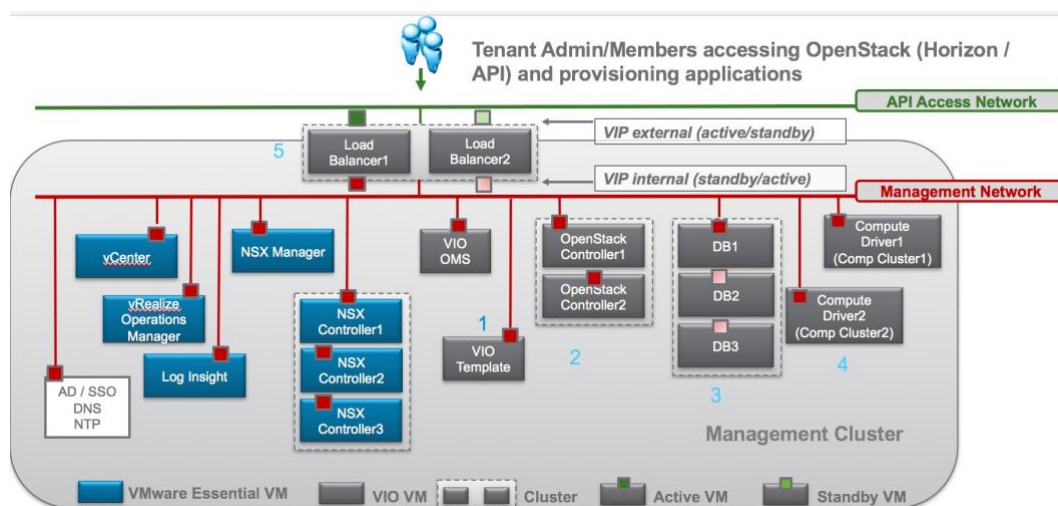 Tenant Admin/Members accessing OpenStack (Horizon /
API) and provisioning applications
API Access Network
5
Load
Balancer1
Load
Balancer2
VIP external (active/standby)
VIP internal (standby/active)
Management Network
vCenter
NSX Manager
VIO
OMS
OpenStack
Controller1
OpenStack
Controller2
DB1
DB2
DB3
Compute
Driver1
(Comp Cluster1)
Compute
Driver2
(Comp Cluster2)
vRealize
Operations
Manager
NSX
Controller1
NSX
Controller2
NSX
Controller3
1
VIO
Template
2
3
4
Log Insight
AD / SSO
DNS
NTP
Management Cluster
VMware Essential VM
VIO VM
Cluster
Active VM
Standby VM